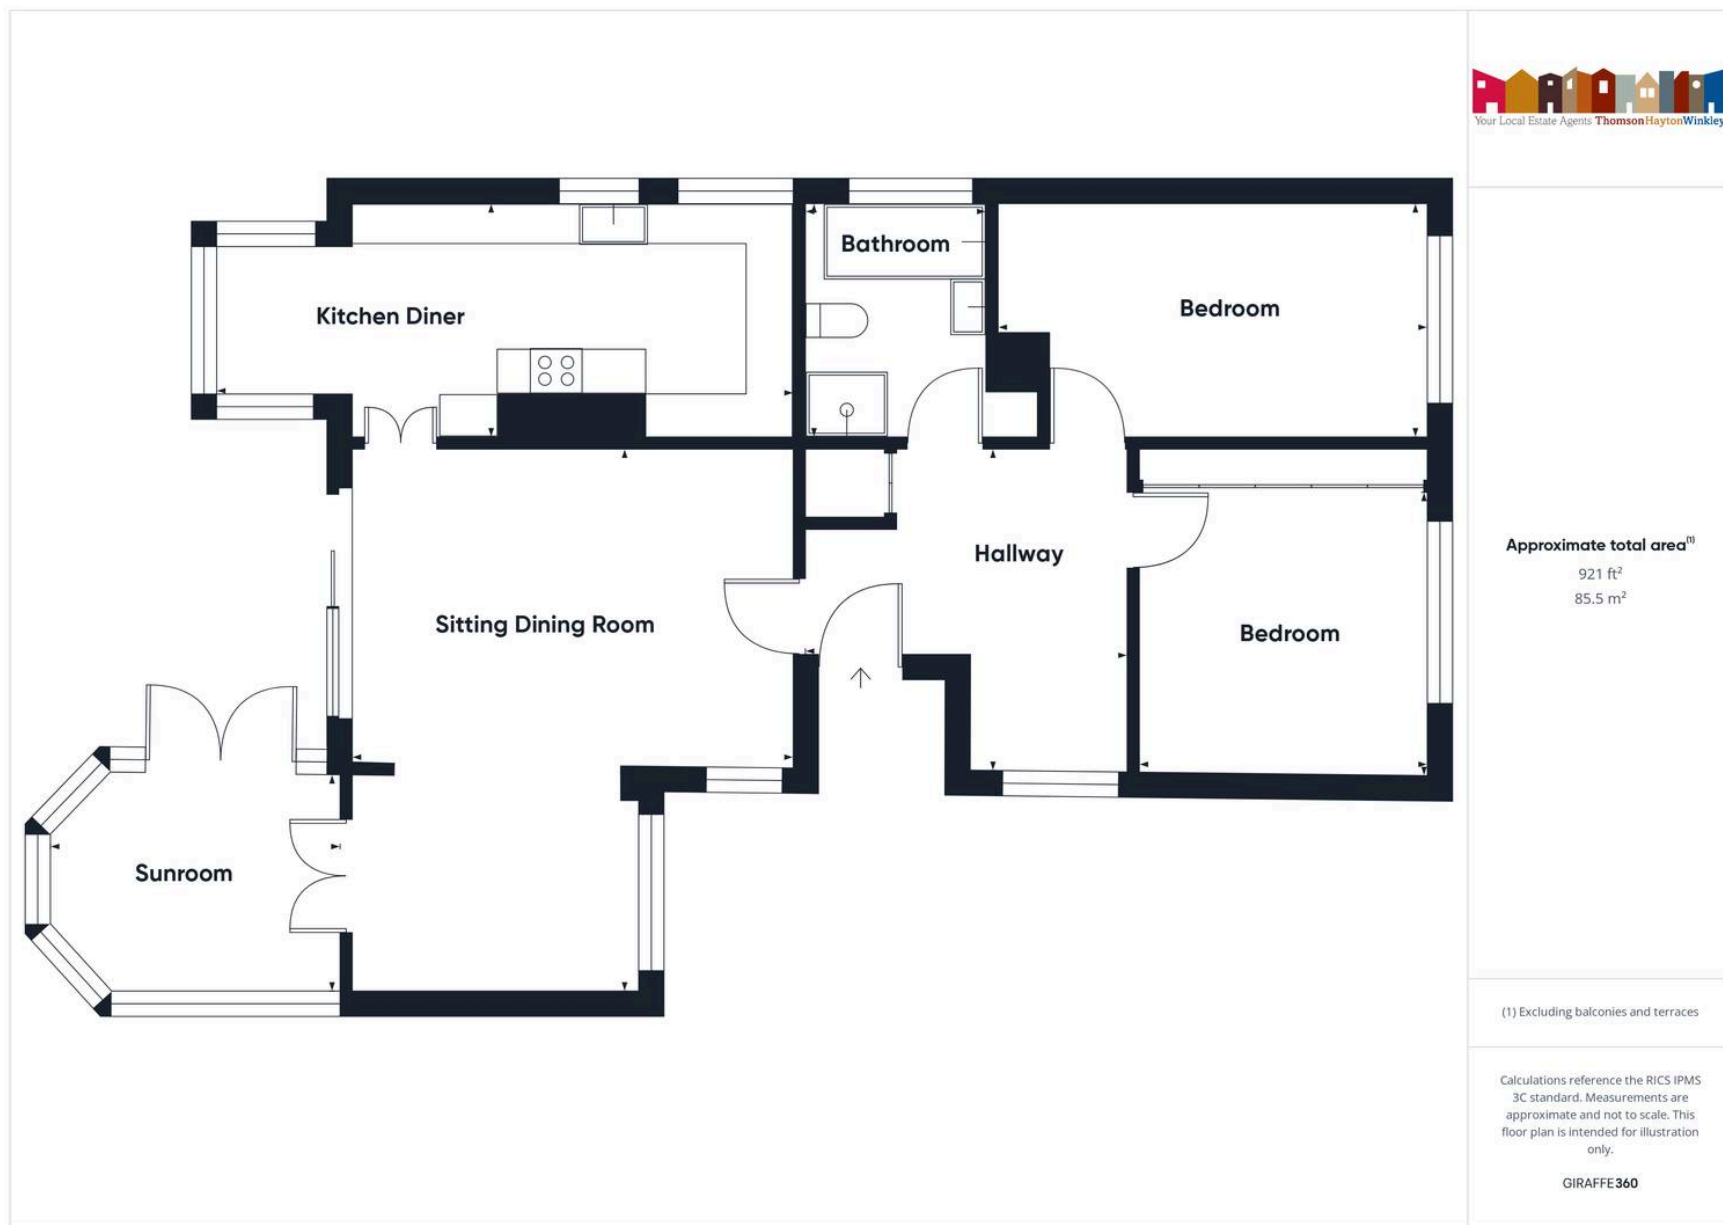 Your Local Estate Agents ThomsonHaytonWinkley
Bathroom
Kitchen Diner
Bedroom
Hallway
Sitting Dining Room
Bedroom
Sunroom
Approximate total area(1)
921 ft²
85.5 m²
(1) Excluding balconies and terraces
Calculations reference the RICS IPMS
3C standard. Measurements are
approximate and not to scale. This
floor plan is intended for illustration
only.
GIRAFFE360